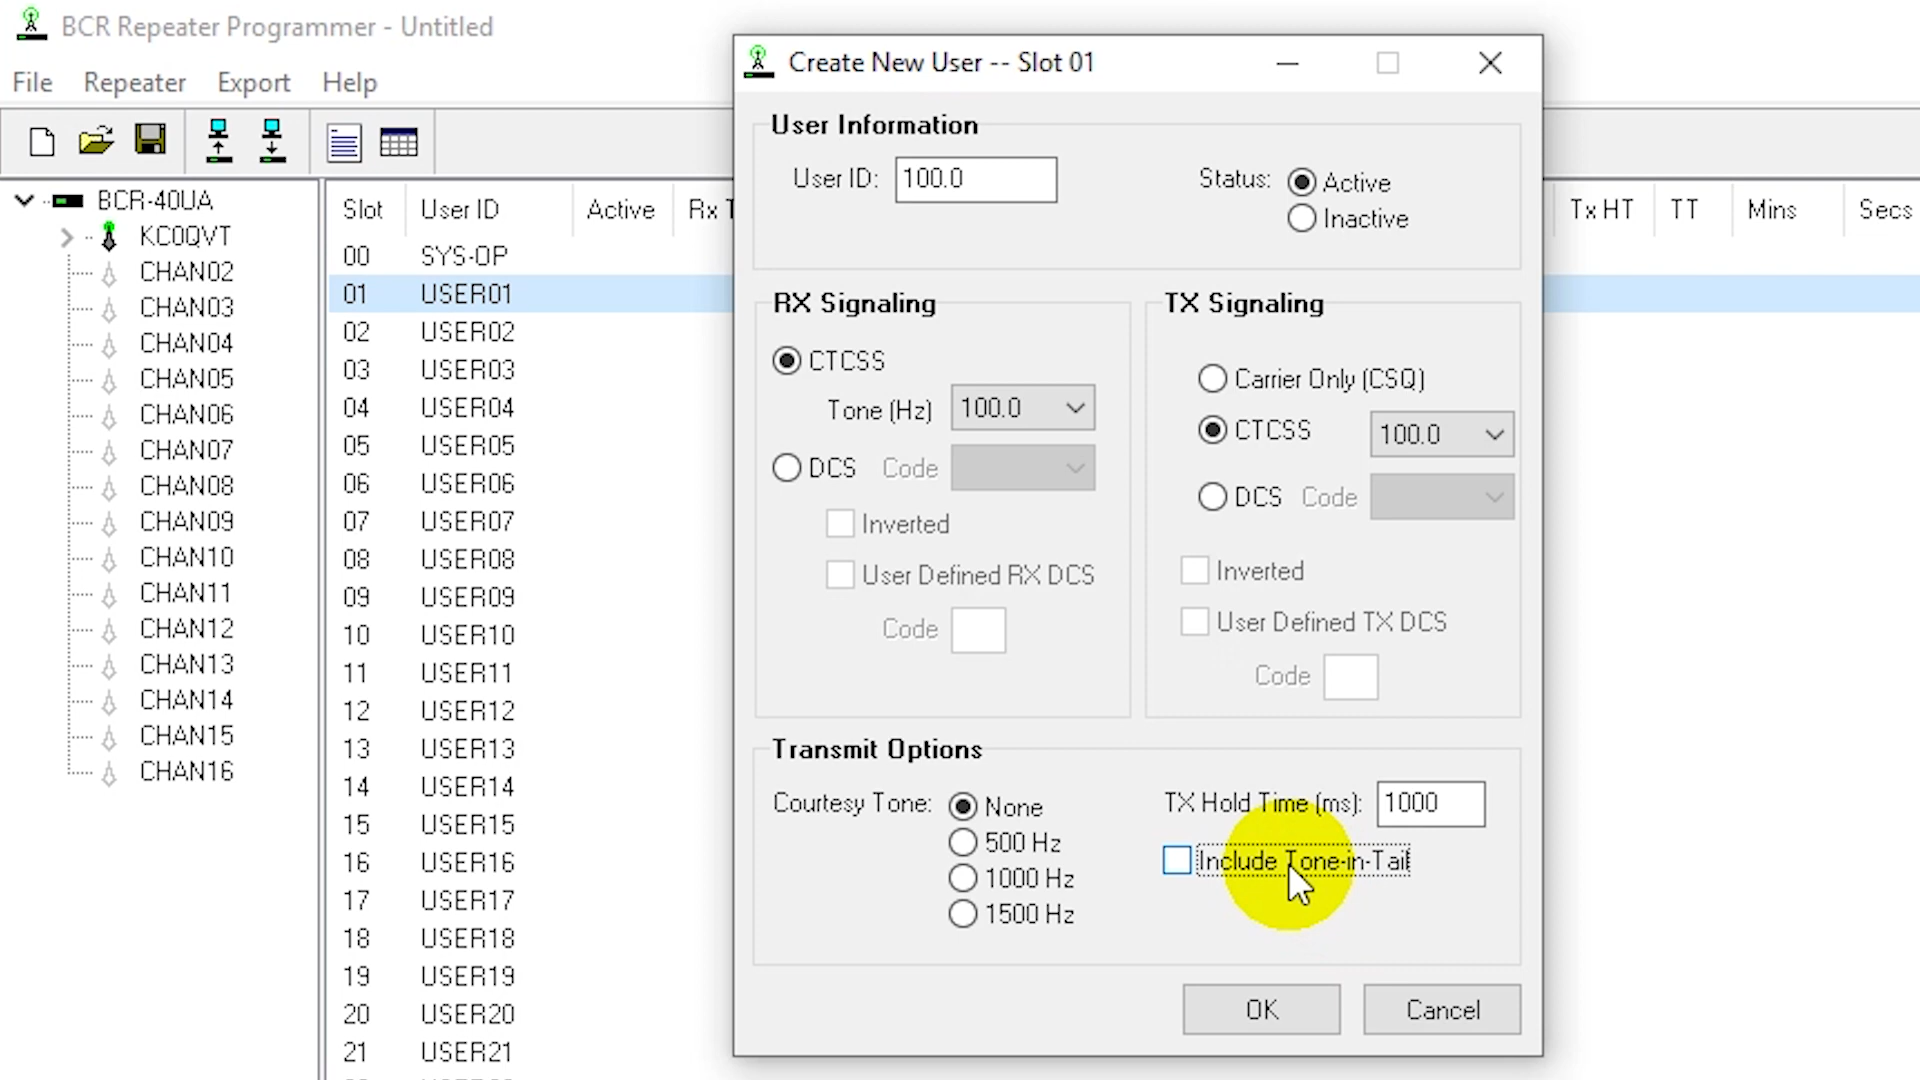 BCR Repeater Programmer - Untitled
File Repeater Export Help
BCR-40UA
KC0QVT
CHAN02
CHAN03
CHAN04
CHAN05
CHAN06
CHAN07
CHAN08
CHAN09
CHAN10
CHAN11
CHAN12
CHAN13
CHAN14
CHAN15
CHAN16
Slot User ID Active Rx T Tx HT TT Mins Secs
00 SYS-OP
01 USER01
02 USER02
03 USER03
04 USER04
05 USER05
06 USER06
07 USER07
08 USER08
09 USER09
10 USER10
11 USER11
12 USER12
13 USER13
14 USER14
15 USER15
16 USER16
17 USER17
18 USER18
19 USER19
20 USER20
21 USER21
Create New User -- Slot 01
User Information
User ID: 100.0
Status: Active
Inactive
RX Signaling
CTCSS
Tone (Hz) 100.0
DCS Code
Inverted
User Defined RX DCS
Code
TX Signaling
Carrier Only (CSQ)
CTCSS 100.0
DCS Code
Inverted
User Defined TX DCS
Code
Transmit Options
Courtesy Tone: None
500 Hz
1000 Hz
1500 Hz
TX Hold Time (ms): 1000
Include Tone-in-Tail
OK Cancel